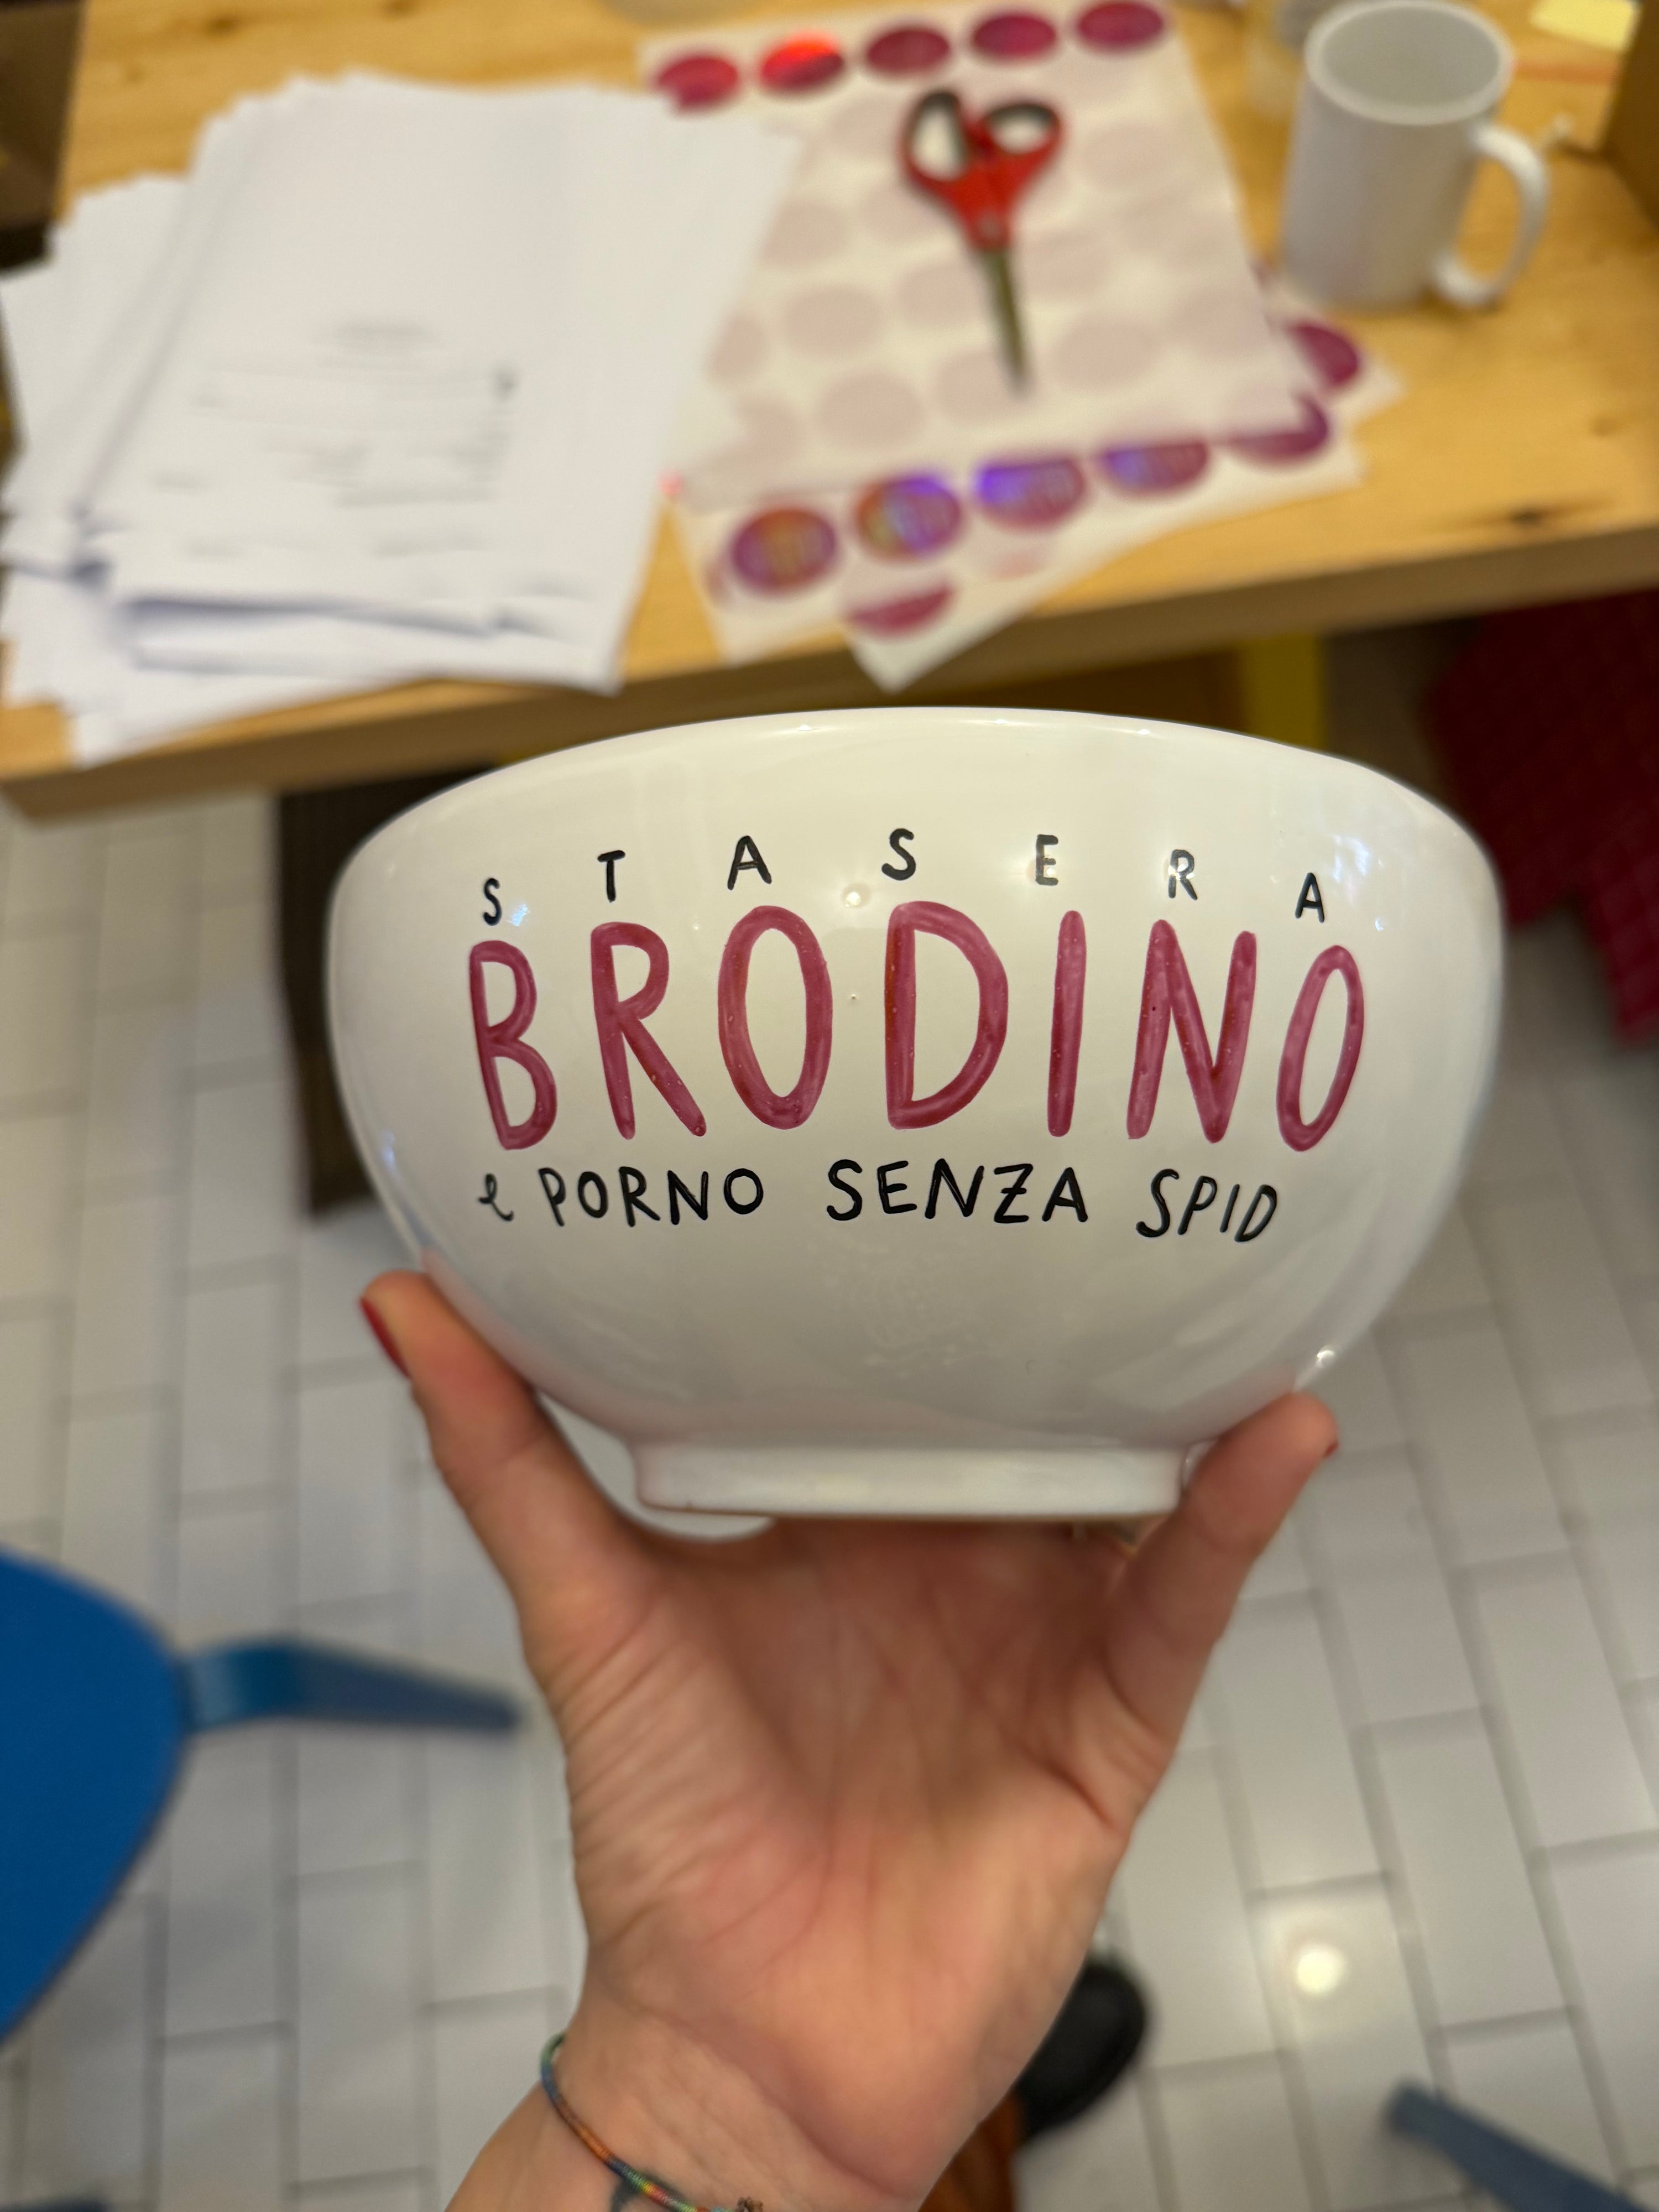 STASERA
BRODINO
e PORNO SENZA SPID